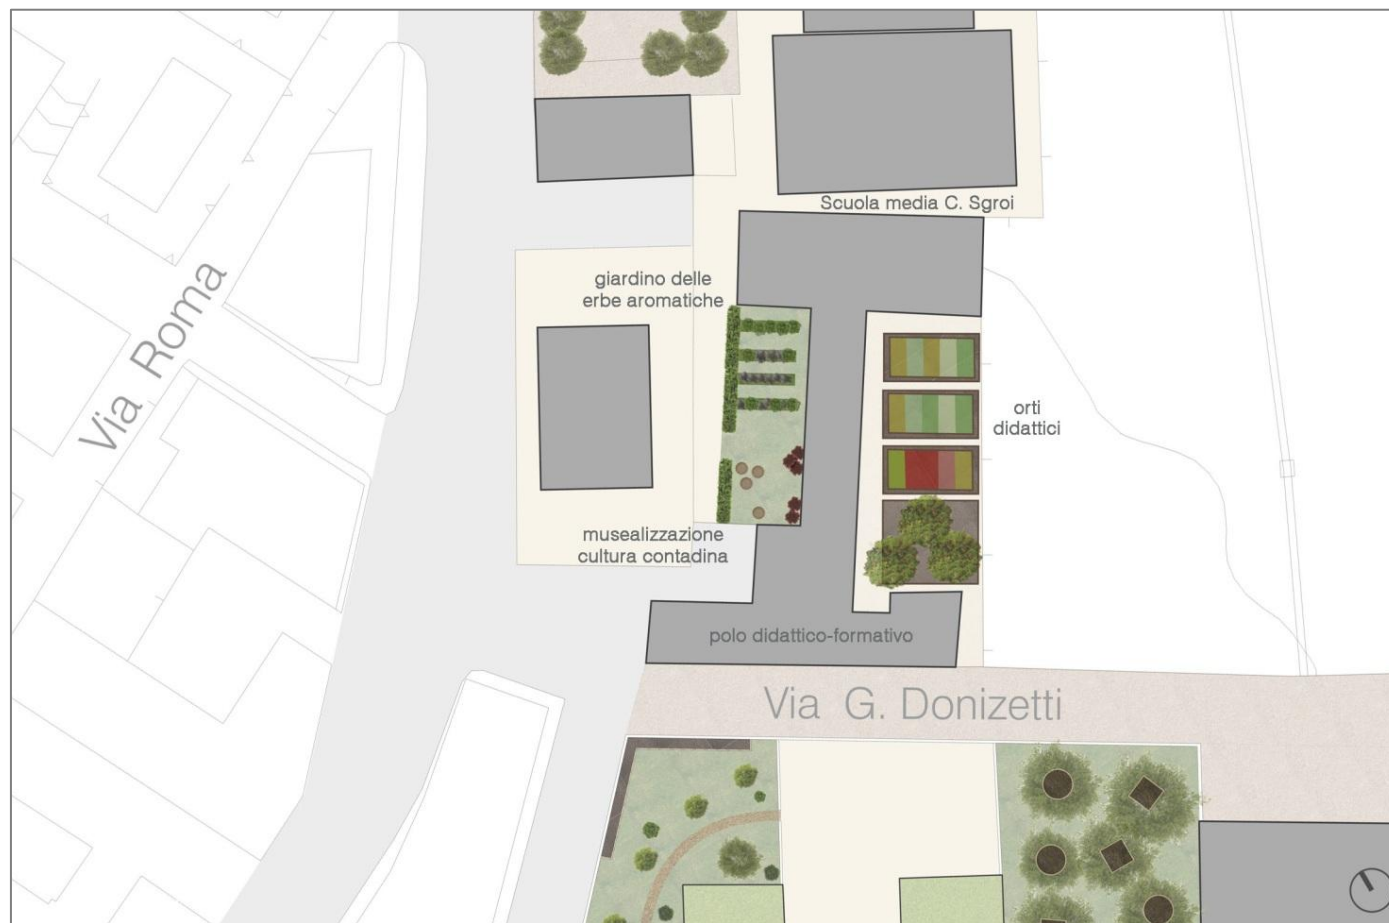 Scuola media C. Sgroi
giardino delle
erbe aromatiche
Via Roma
orti
didattici
musealizzazione
cultura contadina
polo didattico-formativo
Via G. Donizetti